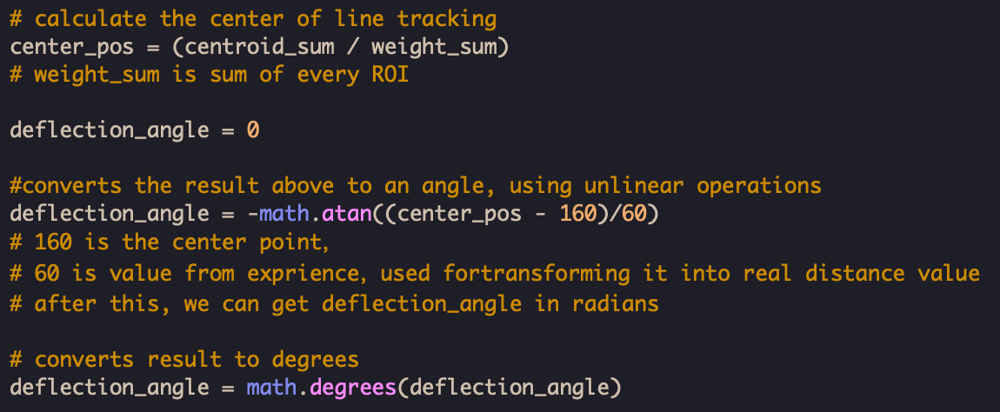 # calculate the center of line tracking
center_pos = (centroid_sum / weight_sum)
# weight_sum is sum of every ROI
deflection_angle = 0
#converts the result above to an angle, using unlinear operations
deflection_angle = -math.atan((center_pos - 160)/60)
# 160 is the center point,
# 60 is value from exprience, used fortransforming it into real distance value
# after this, we can get deflection_angle in radians
# converts result to degrees
deflection_angle = math.degrees(deflection_angle)